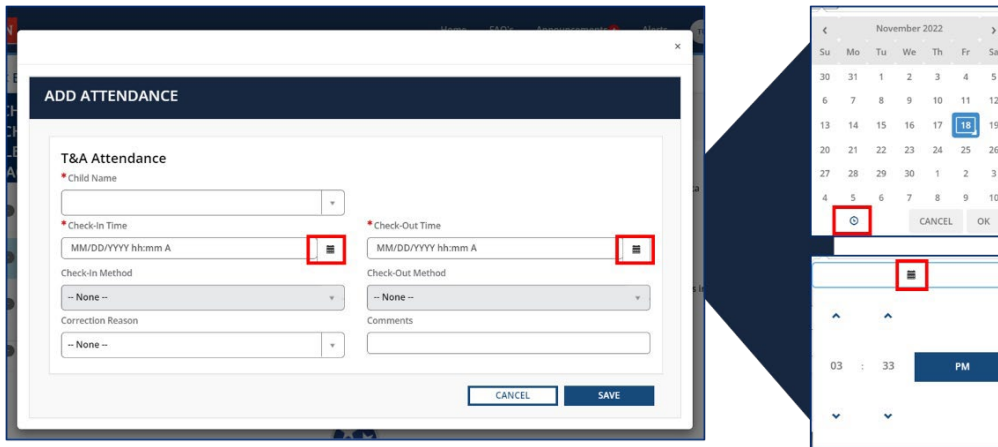 Home FAQ's Announcements Alerts
×
ADD ATTENDANCE
T&A Attendance
* Child Name
* Check-In Time
* Check-Out Time
MM/DD/YYYY hh:mm A
MM/DD/YYYY hh:mm A
Check-In Method
Check-Out Method
-- None --
-- None --
Correction Reason
Comments
-- None --
CANCEL
SAVE
‹ November 2022 ›
Su Mo Tu We Th Fr Sa
30 31 1 2 3 4 5
6 7 8 9 10 11 12
13 14 15 16 17 18 19
20 21 22 23 24 25 26
27 28 29 30 1 2 3
4 5 6 7 8 9 10
CANCEL OK
03 : 33 PM